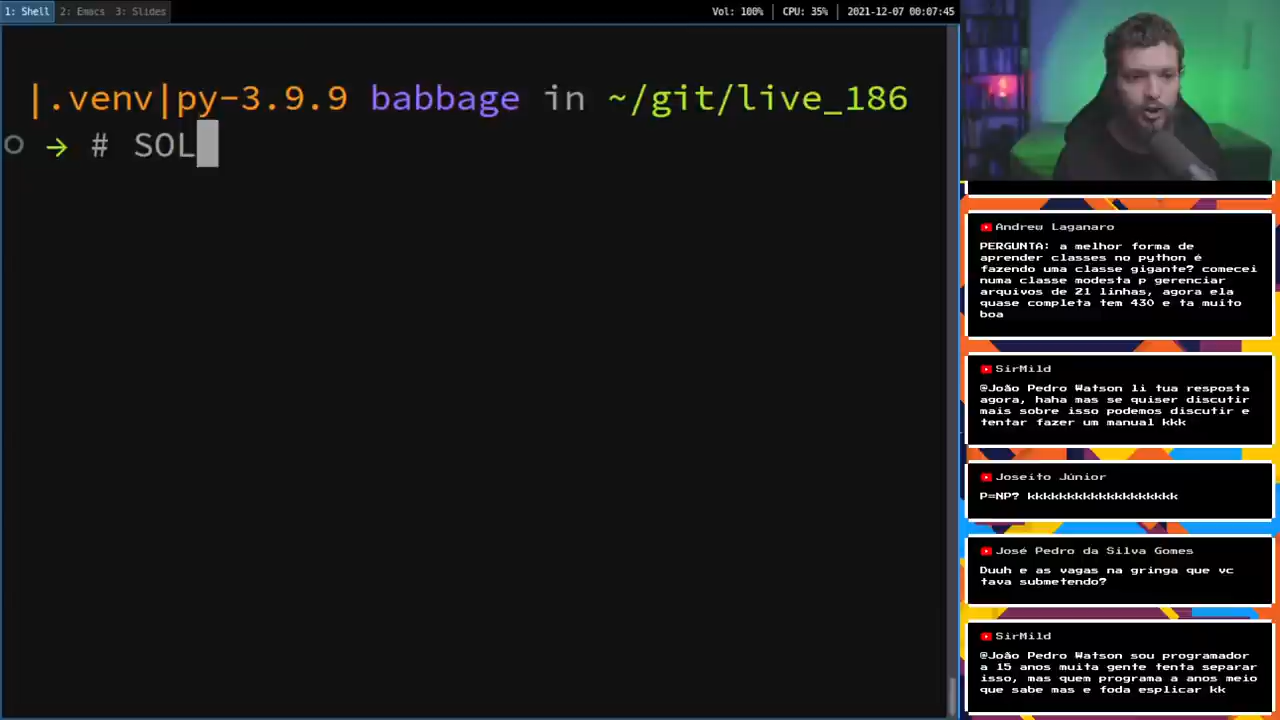 1: Shell 2: Emacs 3: Slides
Vol: 100% | CPU: 35% | 2021-12-07 00:07:45
|.venv|py-3.9.9 babbage in ~/git/live_186
→ # SOL
Andrew Laganaro
PERGUNTA: a melhor forma de
aprender classes no python é
fazendo uma classe gigante? comecei
numa classe modesta p gerenciar
arquivos de 21 linhas, agora ela
quase completa tem 430 e ta muito
boa
SirMild
@João Pedro Watson li tua resposta
agora, haha mas se quiser discutir
mais sobre isso podemos discutir e
tentar fazer um manual kkk
Joseito Júnior
P=NP? kkkkkkkkkkkkkkkkkkk
José Pedro da Silva Gomes
Duuh e as vagas na gringa que vc
tava submetendo?
SirMild
@João Pedro Watson sou programador
a 15 anos muita gente tenta separar
isso, mas quem programa a anos meio
que sabe mas e foda esplicar kk